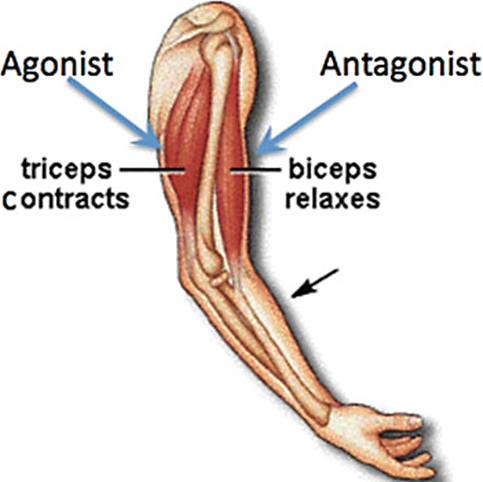 Agonist
Antagonist
triceps
contracts
biceps
relaxes